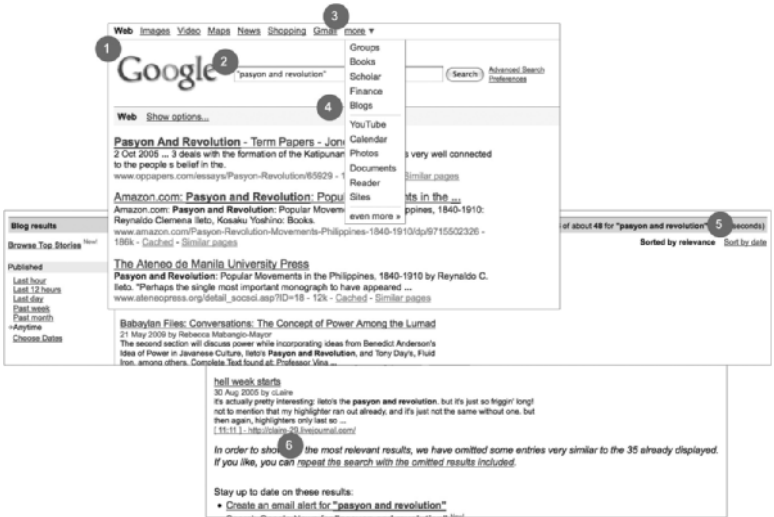 3
Web Images Video Maps News Shopping Gmail more ▼
1
Google
2
"pasyon and revolution"
Search
Advanced Search
Preferences
Groups
Books
Scholar
Finance
Blogs
YouTube
Calendar
Photos
Documents
Reader
Sites
even more »
4
Web Show options...
Pasyon And Revolution - Term Papers - Jon
2 Oct 2005 ... 3 deals with the formation of the Katipunan s very well connected
to the people s belief in the.
www.oppapers.com/essays/Pasyon-Revolution/65929 - 1 Similar pages
Amazon.com: Pasyon and Revolution: Popu ts in the ...
Amazon.com: Pasyon and Revolution: Popular Movem ppines, 1840-1910:
Reynaldo Clemena Ileto, Kosaku Yoshino: Books.
www.amazon.com/Pasyon-Revolution-Movements-Philippines-1840-1910/dp/9715502326 -
186k - Cached - Similar pages
The Ateneo de Manila University Press
Pasyon and Revolution: Popular Movements in the Philippines, 1840-1910 by Reynaldo C.
Ileto. "Perhaps the single most important monograph to have appeared ...
www.ateneopress.org/detail_socsci.asp?ID=18 - 12k - Cached - Similar pages
Blog results
of about 48 for "pasyon and revolution" seconds)
5
Browse Top Stories New!
Sorted by relevance Sort by date
Published
Last hour
Last 12 hours
Last day
Past week
Past month
Anytime
Choose Dates
Babaylan Files: Conversations: The Concept of Power Among the Lumad
21 May 2009 by Rebecca Mabangio-Mayor
The second section will discuss power while incorporating ideas from Benedict Anderson's
Idea of Power in Javanese Culture, Ileto's Pasyon and Revolution, and Tony Day's, Fluid
Iron, among others. Complete Text found at: Professor Vina ...
hell week starts
30 Aug 2005 by cLaire
it's actually pretty interesting: ileto's the pasyon and revolution. but it's just so friggin' long!
not to mention that my highlighter ran out already, and it's just not the same without one. but
then again, highlighters only last so ...
[ 11:11 ] - http://claire-29.livejournal.com/
6
In order to sho the most relevant results, we have omitted some entries very similar to the 35 already displayed.
If you like, you can repeat the search with the omitted results included.
Stay up to date on these results:
• Create an email alert for "pasyon and revolution"